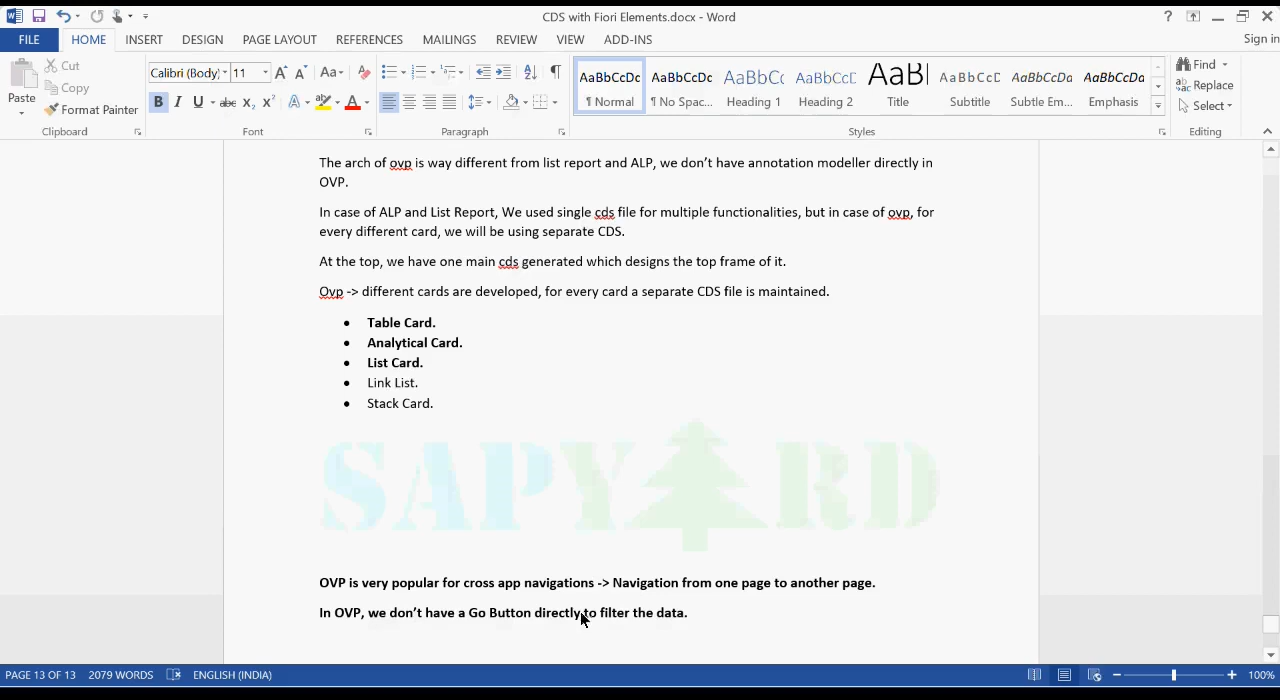 CDS with Fiori Elements.docx - Word
?
FILE HOME INSERT DESIGN PAGE LAYOUT REFERENCES MAILINGS REVIEW VIEW ADD-INS Sign in
Paste
Cut
Copy
Format Painter
Clipboard
Calibri (Body) 11 Aa
B I U abc X2 X2 A A
Font
Paragraph
AaBbCcDc AaBbCcDc AaBbCc AaBbCcC AaBl AaBbCcC AaBbCcDa AaBbCcDa
¶ Normal ¶ No Spac... Heading 1 Heading 2 Title Subtitle Subtle Em... Emphasis
Styles
Find
Replace
Select
Editing
The arch of ovp is way different from list report and ALP, we don’t have annotation modeller directly in
OVP.
In case of ALP and List Report, We used single cds file for multiple functionalities, but in case of ovp, for
every different card, we will be using separate CDS.
At the top, we have one main cds generated which designs the top frame of it.
Ovp -> different cards are developed, for every card a separate CDS file is maintained.
• Table Card.
• Analytical Card.
• List Card.
• Link List.
• Stack Card.
SAPYARD
OVP is very popular for cross app navigations -> Navigation from one page to another page.
In OVP, we don’t have a Go Button directly to filter the data.
PAGE 13 OF 13 2079 WORDS ENGLISH (INDIA) 100%